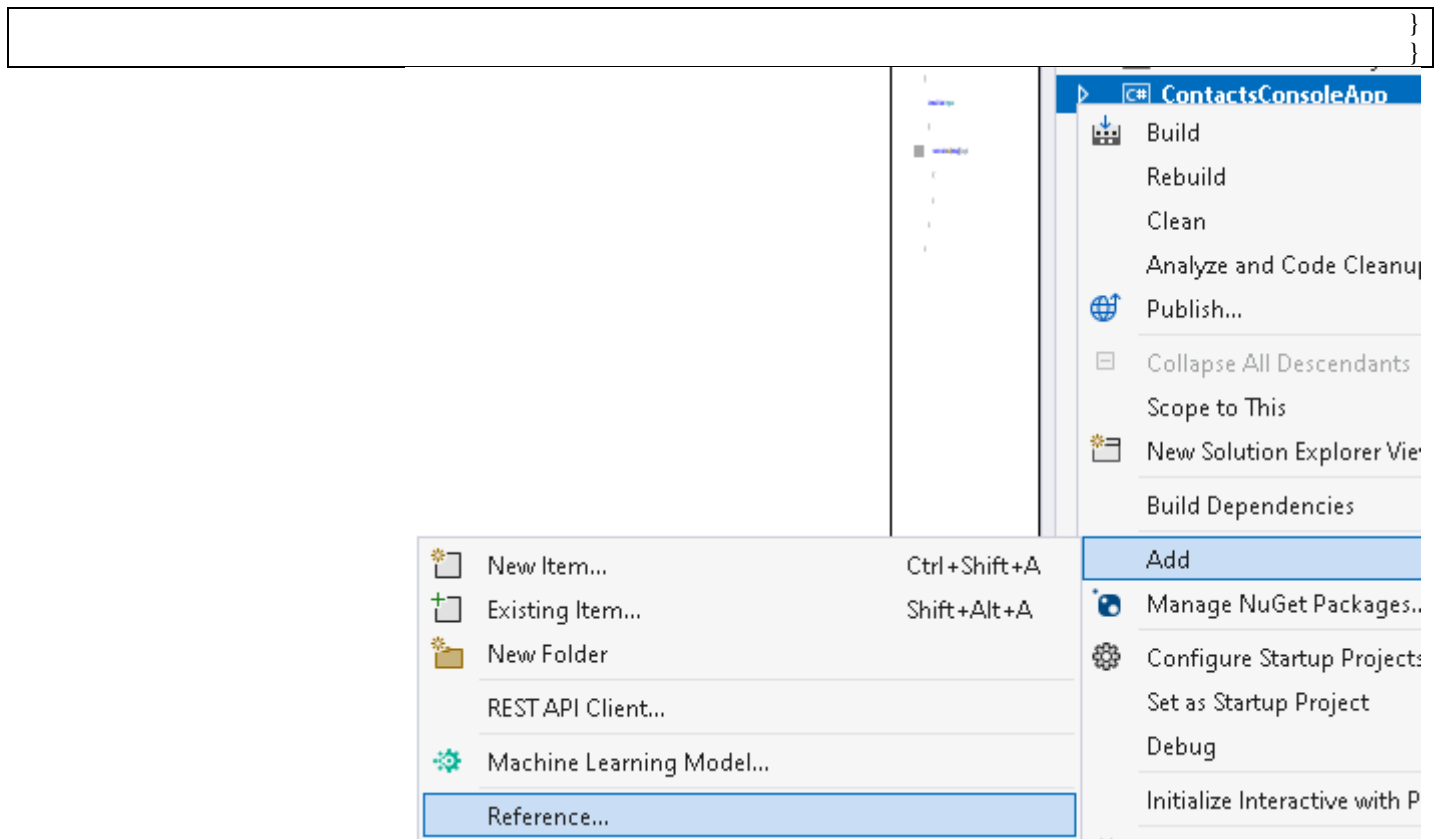 }
}
ContactsConsoleApp
Build
Rebuild
Clean
Analyze and Code Cleanup
Publish...
Collapse All Descendants
Scope to This
New Solution Explorer Vie
Build Dependencies
Add
Manage NuGet Packages..
Configure Startup Projects
Set as Startup Project
Debug
Initialize Interactive with P
New Item... Ctrl+Shift+A
Existing Item... Shift+Alt+A
New Folder
REST API Client...
Machine Learning Model...
Reference...